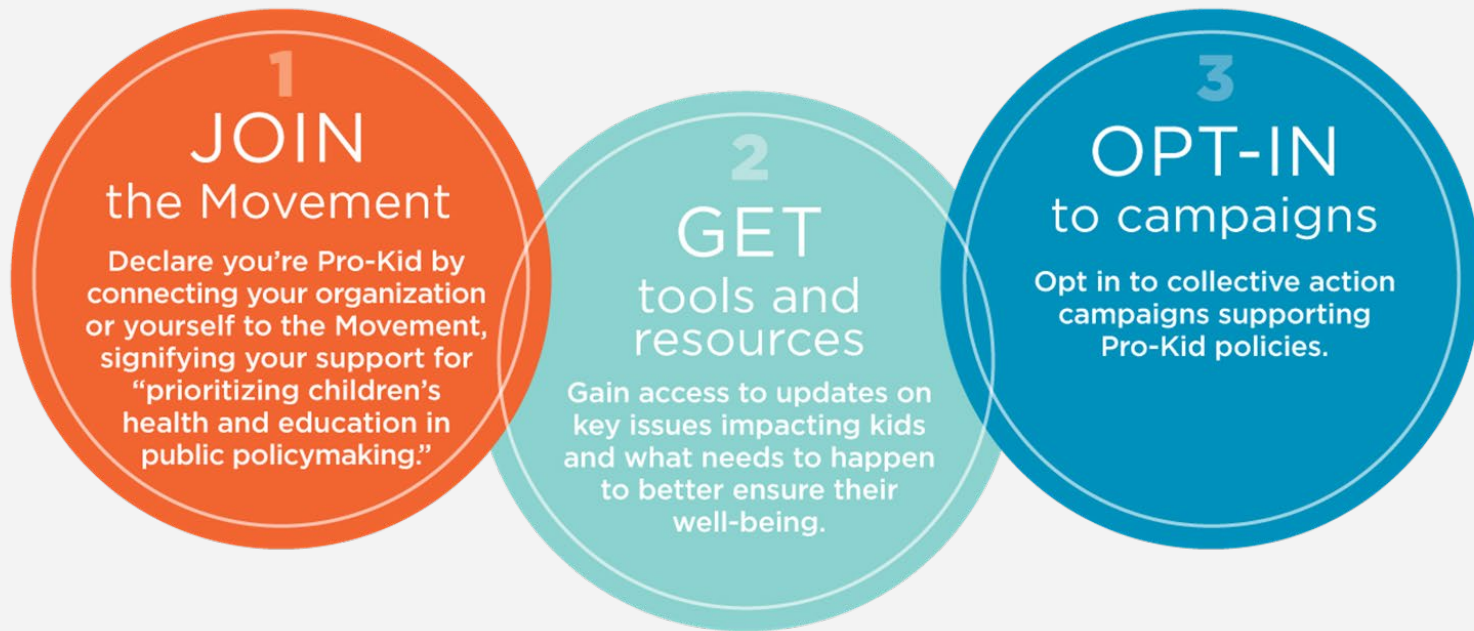 1
JOIN
the Movement
Declare you're Pro-Kid by
connecting your organization
or yourself to the Movement,
signifying your support for
“prioritizing children's
health and education in
public policymaking.”
2
GET
tools and
resources
Gain access to updates on
key issues impacting kids
and what needs to happen
to better ensure their
well-being.
3
OPT-IN
to campaigns
Opt in to collective action
campaigns supporting
Pro-Kid policies.